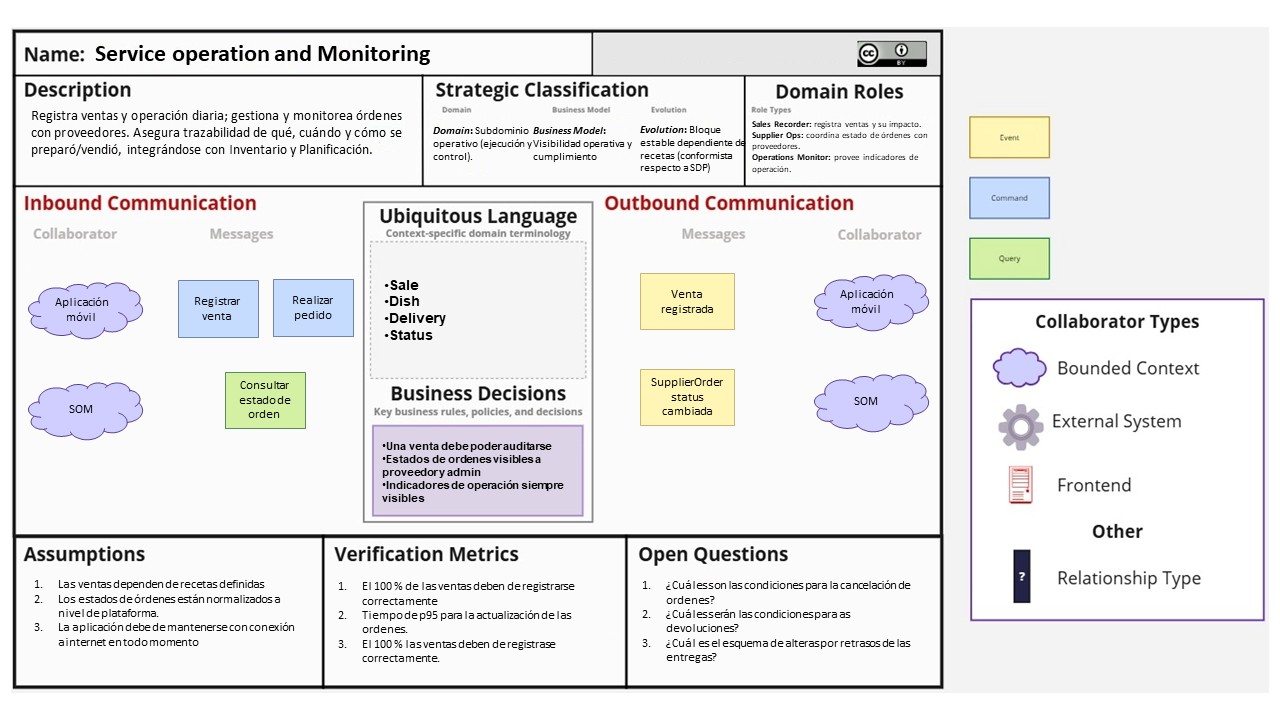 Name: Service operation and Monitoring
BY
Description
Registra ventas y operación diaria; gestiona y monitorea órdenes
con proveedores. Asegura trazabilidad de qué, cuándo y cómo se
preparó/vendió, integrándose con Inventario y Planificación.
Strategic Classification
Domain
Domain: Subdominio
operativo (ejecución y
control).
Business Model
Business Model:
Visibilidad operativa y
cumplimiento
Evolution
Evolution: Bloque
estable dependiente de
recetas (conformista
respecto a SDP)
Domain Roles
Role Types
Sales Recorder: registra ventas y su impacto.
Supplier Ops: coordina estado de órdenes con
proveedores.
Operations Monitor: provee indicadores de
operación.
Inbound Communication
Collaborator
Messages
Aplicación
móvil
Registrar
venta
Realizar
pedido
SOM
Consultar
estado de
orden
Ubiquitous Language
Context-specific domain terminology
•Sale
•Dish
•Delivery
•Status
Business Decisions
Key business rules, policies, and decisions
•Una venta debe poder auditarse
•Estados de ordenes visibles a
proveedor y admin
•Indicadores de operación siempre
visibles
Outbound Communication
Messages
Collaborator
Venta
registrada
Aplicación
móvil
SupplierOrder
status
cambiada
SOM
Assumptions
1. Las ventas dependen de recetas definidas
2. Los estados de órdenes están normalizados a
nivel de plataforma.
3. La aplicación debe de mantenerse con conexión
a internet en todo momento
Verification Metrics
1. El 100 % de las ventas deben de registrarse
correctamente
2. Tiempo de p95 para la actualización de las
ordenes.
3. El 100 % las ventas deben de registrase
correctamente.
Open Questions
1. ¿Cuáles son las condiciones para la cancelación de
ordenes?
2. ¿Cuáles serán las condiciones para as
devoluciones?
3. ¿Cuál es el esquema de alteras por retrasos de las
entregas?
Event
Command
Query
Collaborator Types
Bounded Context
External System
Frontend
Other
? Relationship Type